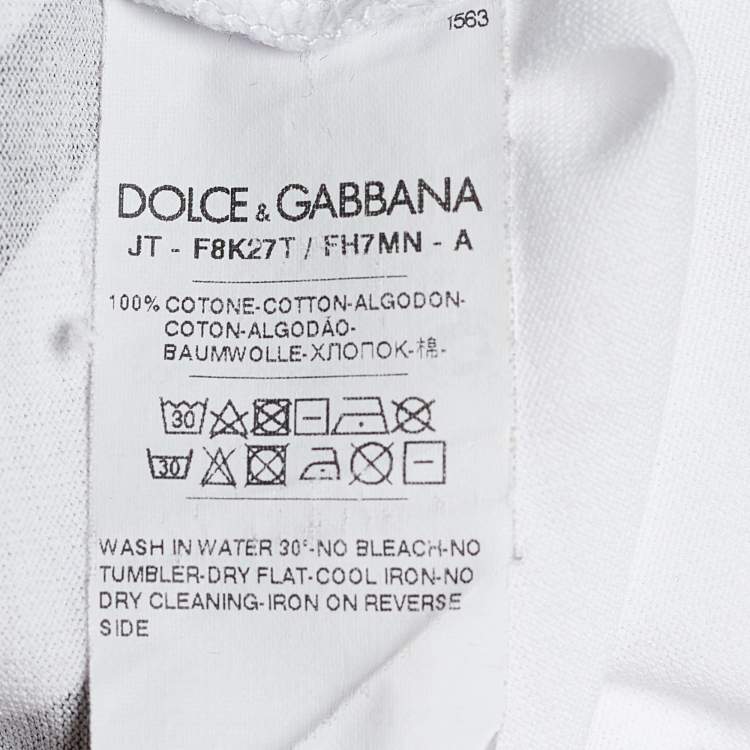 1563
DOLCE & GABBANA
JT - F8K27T / FH7MN - A
100% COTONE-COTTON-ALGODON-
COTON-ALGODÃO-
BAUMWOLLE-ХЛОПОК-棉-
30
30
WASH IN WATER 30°-NO BLEACH-NO
TUMBLER-DRY FLAT-COOL IRON-NO
DRY CLEANING-IRON ON REVERSE
SIDE